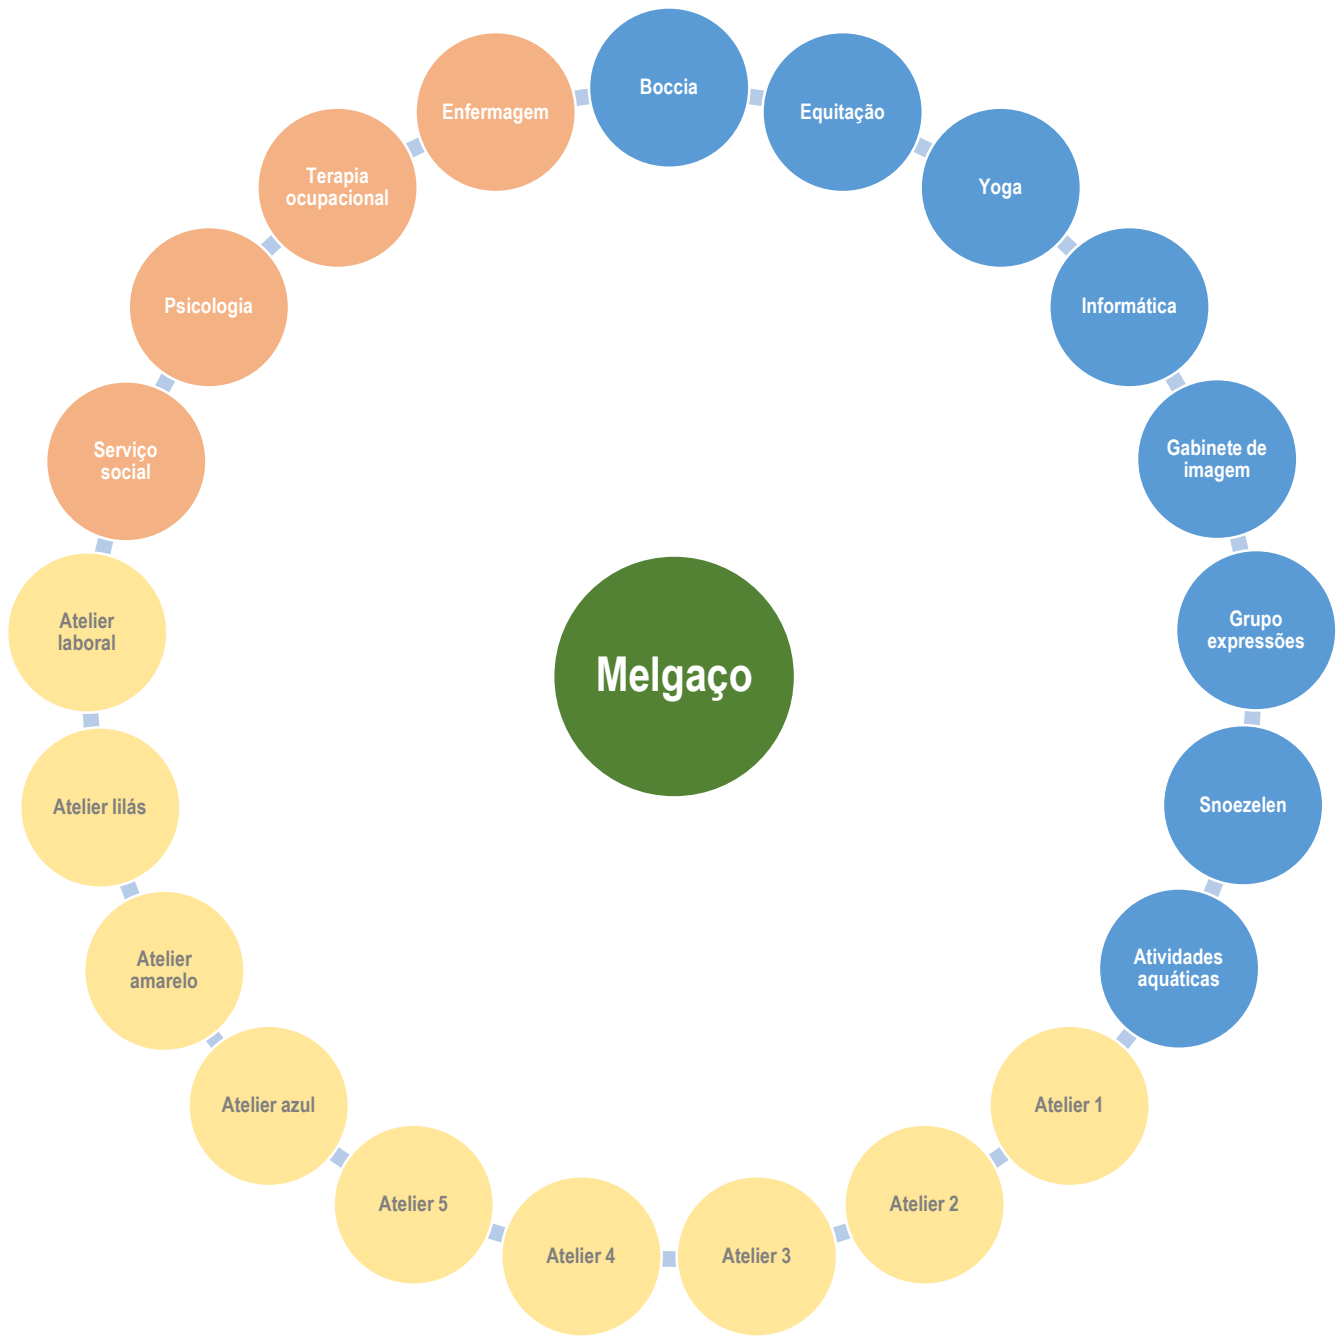 Boccia
Equitação
Yoga
Informática
Gabinete de
imagem
Grupo
expressões
Snoezelen
Atividades
aquáticas
Atelier 1
Atelier 2
Atelier 3
Atelier 4
Atelier 5
Atelier azul
Atelier
amarelo
Atelier lilás
Atelier
laboral
Serviço
social
Psicologia
Terapia
ocupacional
Enfermagem
Melgaço